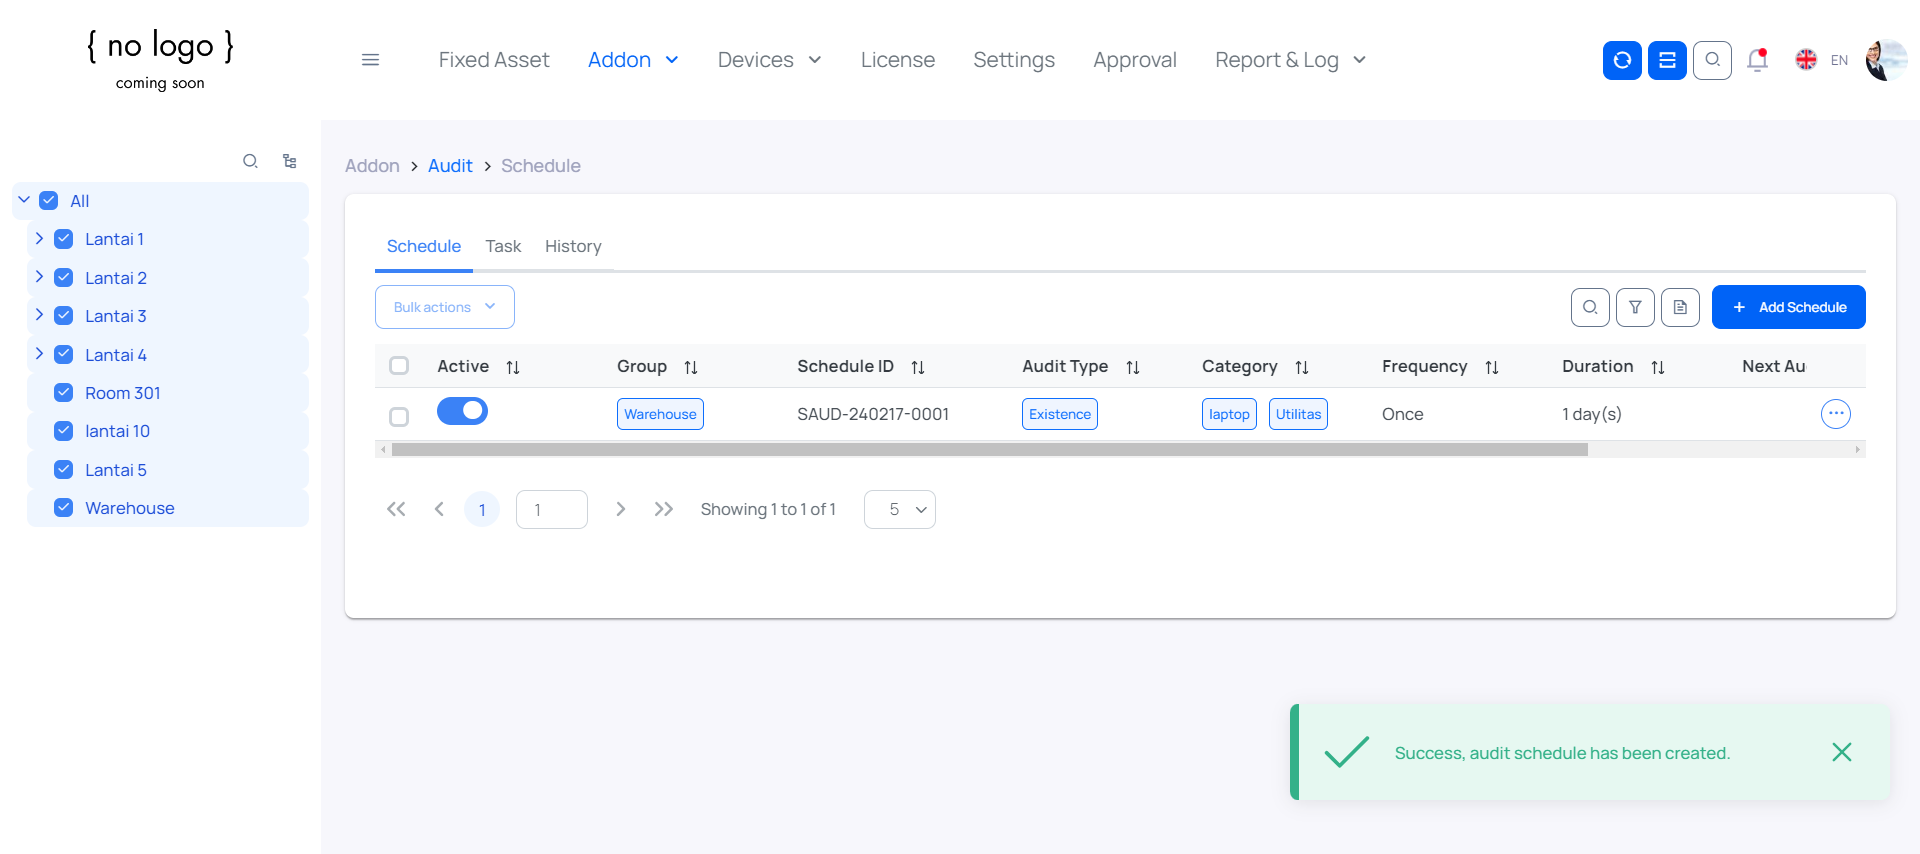 { no logo }
coming soon
Fixed Asset Addon Devices License Settings Approval Report & Log EN
Addon > Audit > Schedule
All
Lantai 1
Lantai 2
Lantai 3
Lantai 4
Room 301
lantai 10
Lantai 5
Warehouse
Schedule Task History
Bulk actions + Add Schedule
Active Group Schedule ID Audit Type Category Frequency Duration Next Au
Warehouse SAUD-240217-0001 Existence laptop Utilitas Once 1 day(s)
1 1 Showing 1 to 1 of 1 5
Success, audit schedule has been created.